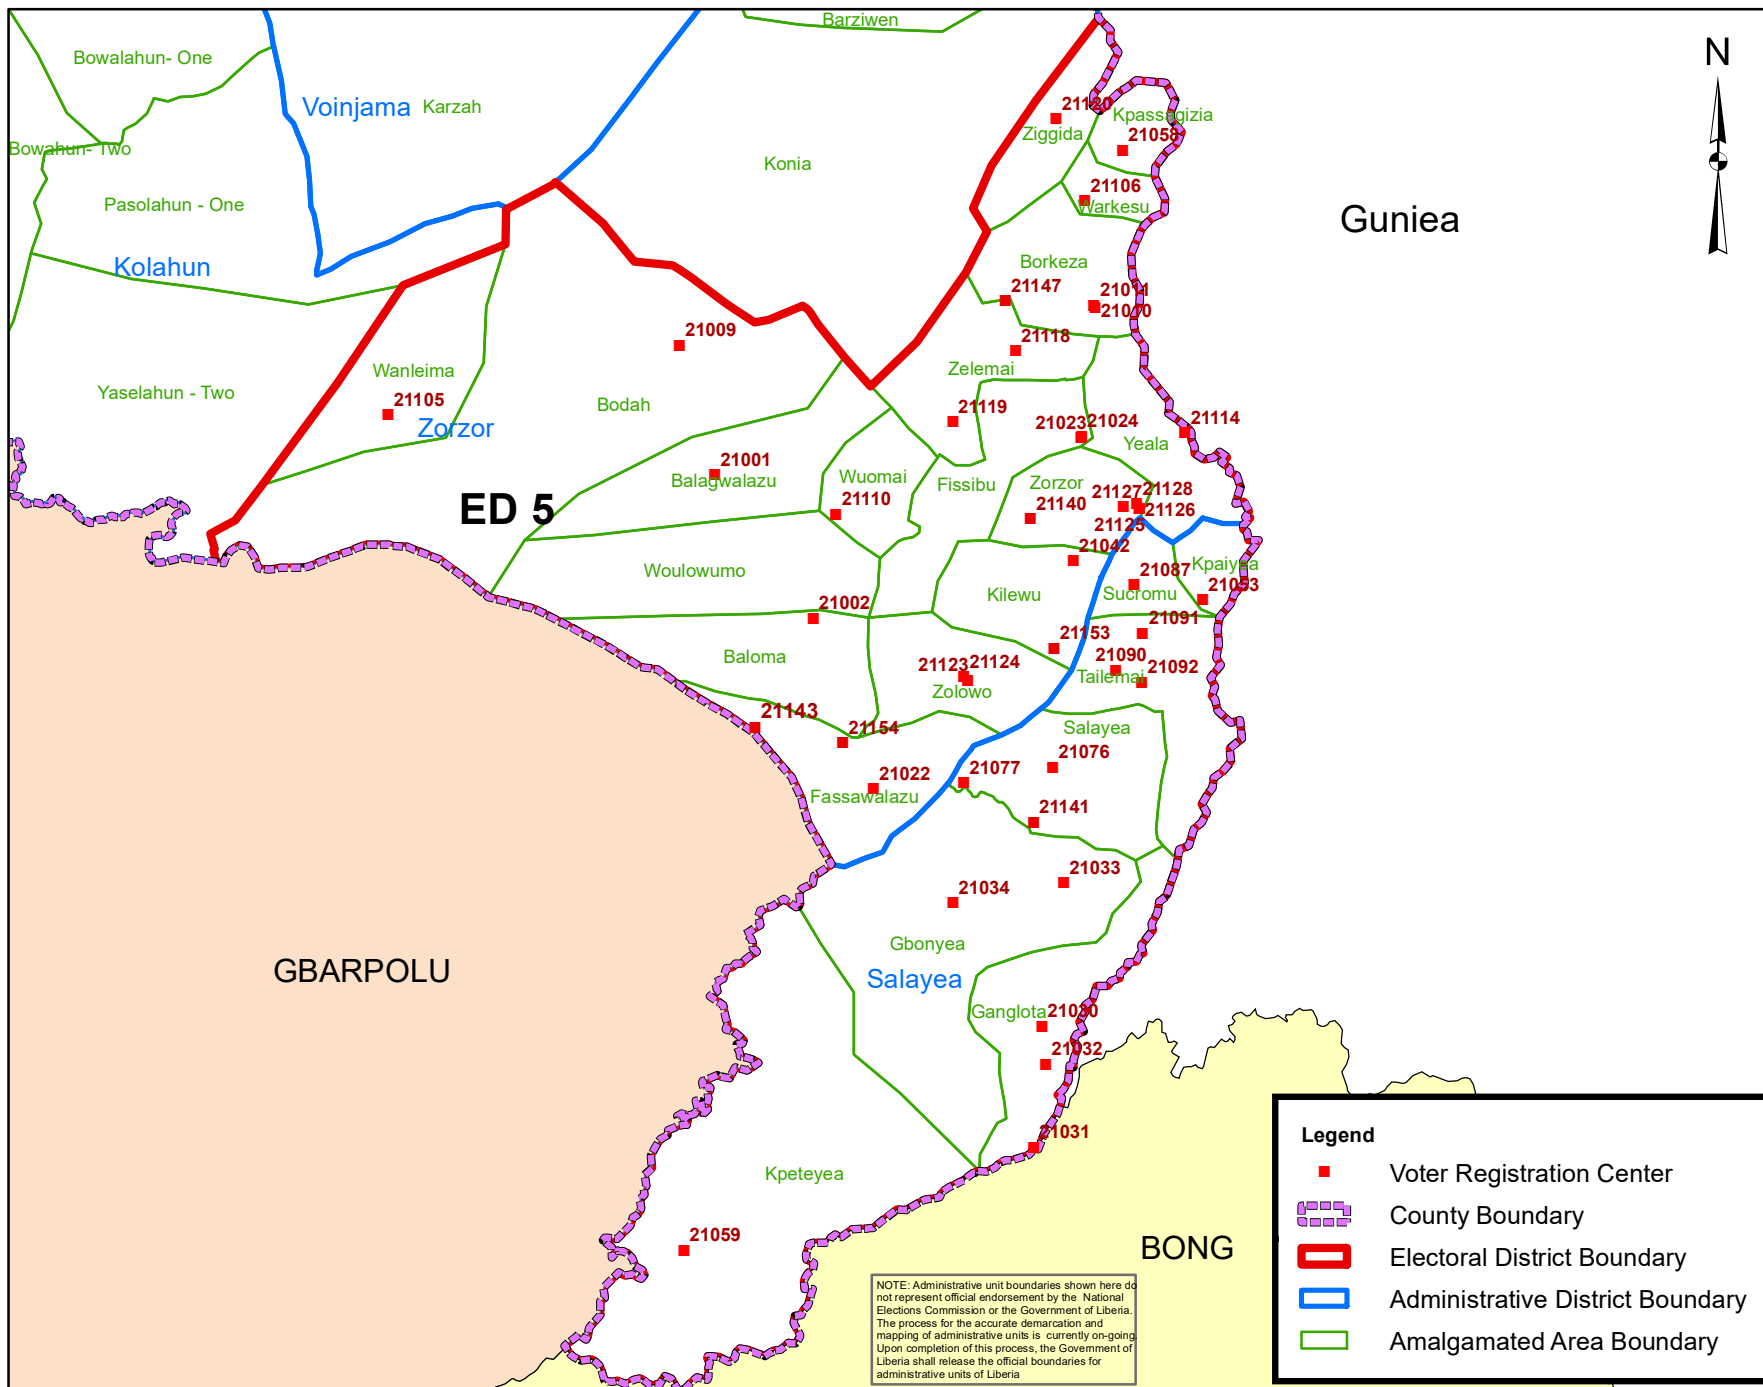 Barziwen
Bowalahun- One
Voinjama
Karzah
N
21120
Kpassagizia
Ziggida
21058
Bowahun- Two
Konia
21106
Warkesu
Pasolahun - One
Guniea
Kolahun
Borkeza
21147
21011
21010
21009
21118
Wanleima
Zelemai
Yaselahun - Two
21105
Bodah
21119
21023
21024
21114
Zorzor
Yeala
21001
Balagwalazu
Wuomai
Fissibu
Zorzor
ED 5
21110
21140
21127
21128
21126
21125
21042
Woulowumo
Kpaiyea
21087
21053
Kilewu
Sucromu
21002
21091
21153
Baloma
21123
21124
21090
21092
Tailemai
Zolowo
21143
21154
Salayea
21076
21022
21077
Fassawalazu
21141
21033
21034
Gbonyea
GBARPOLU
Salayea
Ganglota
21030
21032
21031
Kpeteyea
21059
BONG
Legend
Voter Registration Center
County Boundary
Electoral District Boundary
Administrative District Boundary
Amalgamated Area Boundary
NOTE: Administrative unit boundaries shown here do
not represent official endorsement by the National
Elections Commission or the Government of Liberia.
The process for the accurate demarcation and
mapping of administrative units is currently on-going.
Upon completion of this process, the Government of
Liberia shall release the official boundaries for
administrative units of Liberia